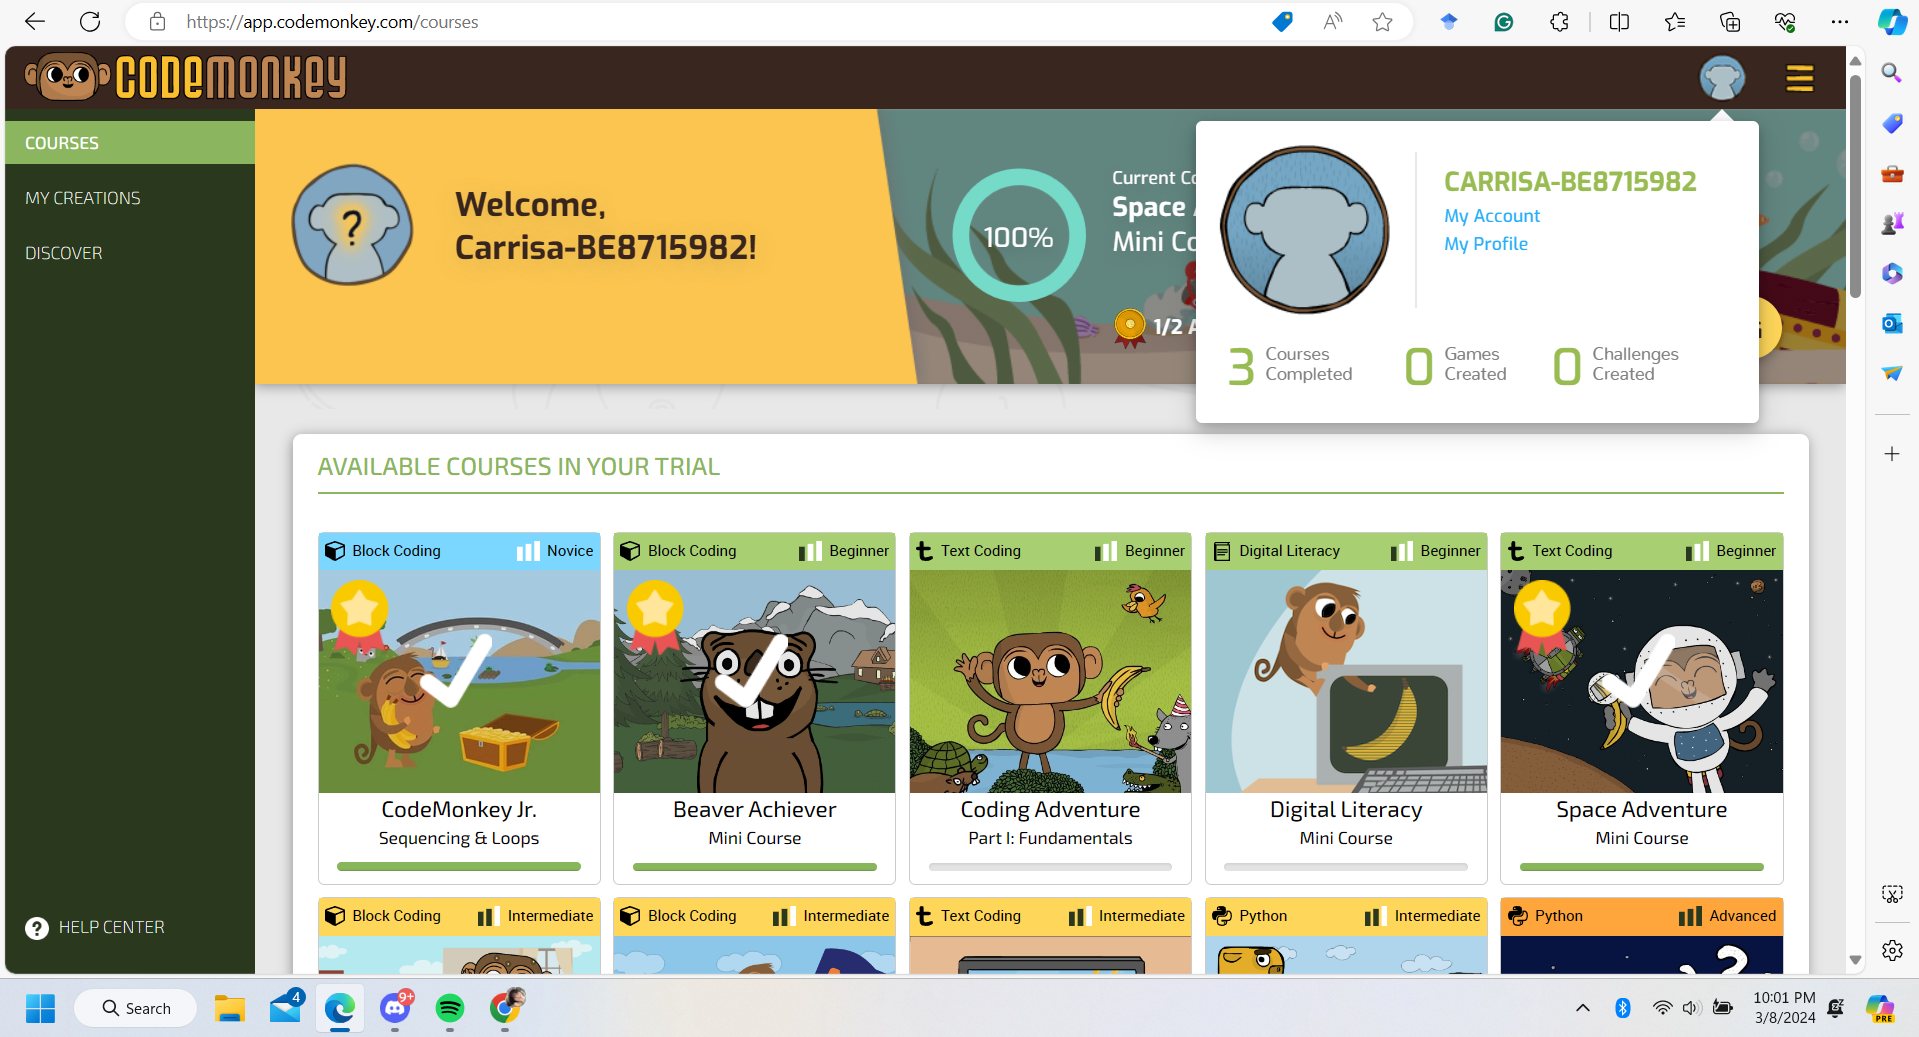 https://app.codemonkey.com/courses
CODEMONKEY
COURSES
MY CREATIONS
DISCOVER
HELP CENTER
?
Welcome,
Carrisa-BE8715982!
100%
Current Co
Space
Mini Co
1/2 A
CARRISA-BE8715982
My Account
My Profile
3 Courses Completed
0 Games Created
0 Challenges Created
AVAILABLE COURSES IN YOUR TRIAL
Block Coding Novice
CodeMonkey Jr.
Sequencing & Loops
Block Coding Beginner
Beaver Achiever
Mini Course
Text Coding Beginner
Coding Adventure
Part I: Fundamentals
Digital Literacy Beginner
Digital Literacy
Mini Course
Text Coding Beginner
Space Adventure
Mini Course
Block Coding Intermediate
Block Coding Intermediate
Text Coding Intermediate
Python Intermediate
Python Advanced
Search
4
9+
10:01 PM
3/8/2024
PRE